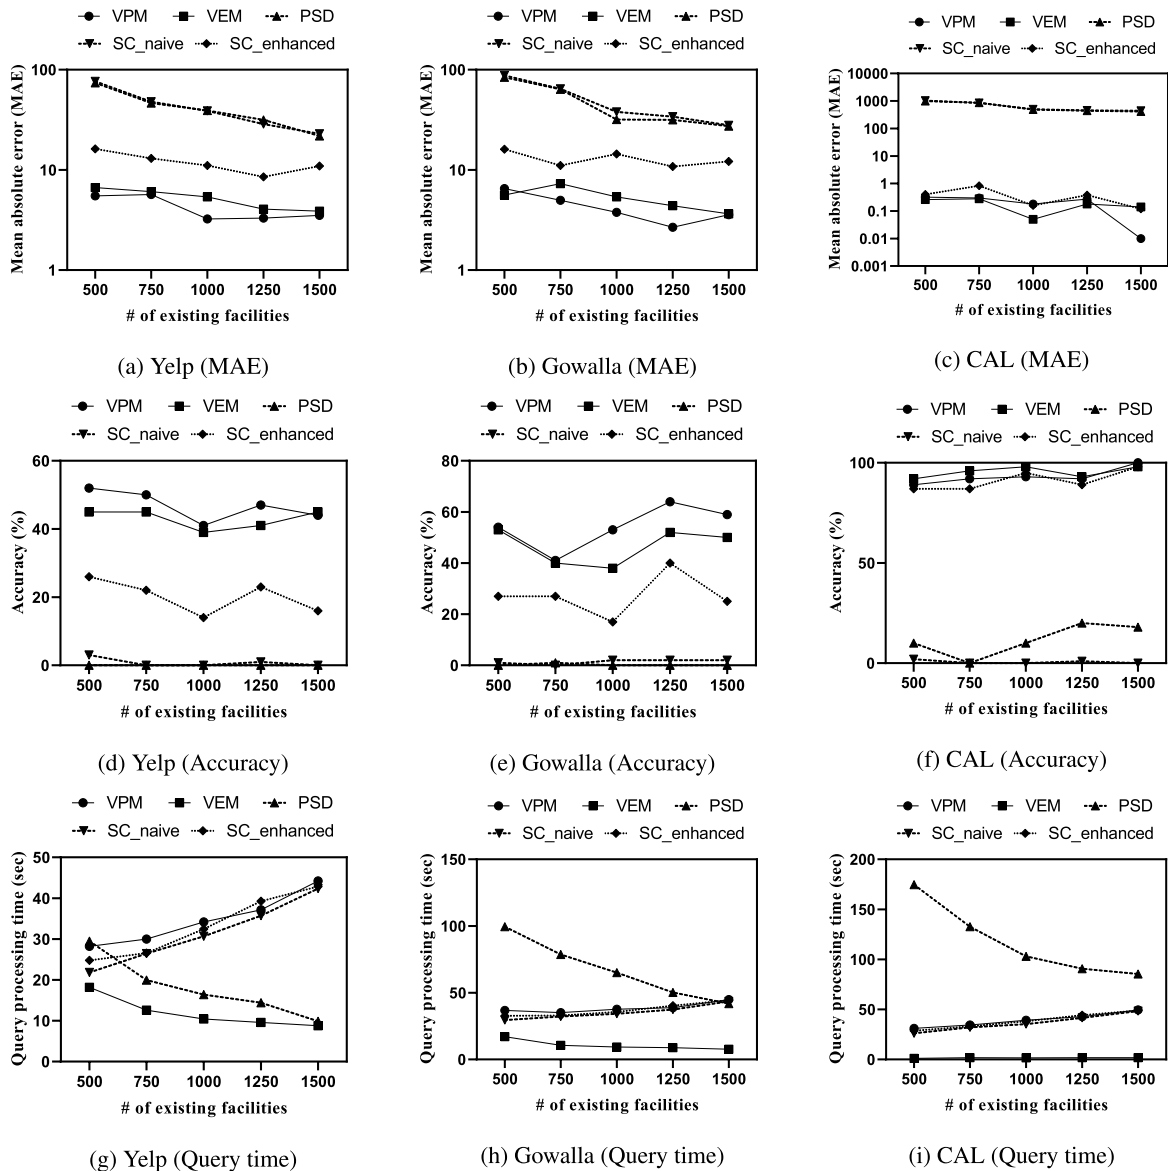 VPM VEM PSD
SC_naive SC_enhanced
Mean absolute error (MAE)
100
10
1
500 750 1000 1250 1500
# of existing facilities
(a) Yelp (MAE)
VPM VEM PSD
SC_naive SC_enhanced
Mean absolute error (MAE)
100
10
1
500 750 1000 1250 1500
# of existing facilities
(b) Gowalla (MAE)
VPM VEM PSD
SC_naive SC_enhanced
Mean absolute error (MAE)
10000
1000
100
10
1
0.1
0.01
0.001
500 750 1000 1250 1500
# of existing facilities
(c) CAL (MAE)
VPM VEM PSD
SC_naive SC_enhanced
Accuracy (%)
60
40
20
0
500 750 1000 1250 1500
# of existing facilities
(d) Yelp (Accuracy)
VPM VEM PSD
SC_naive SC_enhanced
Accuracy (%)
80
60
40
20
0
500 750 1000 1250 1500
# of existing facilities
(e) Gowalla (Accuracy)
VPM VEM PSD
SC_naive SC_enhanced
Accuracy (%)
100
50
0
500 750 1000 1250 1500
# of existing facilities
(f) CAL (Accuracy)
VPM VEM PSD
SC_naive SC_enhanced
Query processing time (sec)
50
40
30
20
10
0
500 750 1000 1250 1500
# of existing facilities
(g) Yelp (Query time)
VPM VEM PSD
SC_naive SC_enhanced
Query processing time (sec)
150
100
50
0
500 750 1000 1250 1500
# of existing facilities
(h) Gowalla (Query time)
VPM VEM PSD
SC_naive SC_enhanced
Query processing time (sec)
200
150
100
50
0
500 750 1000 1250 1500
# of existing facilities
(i) CAL (Query time)